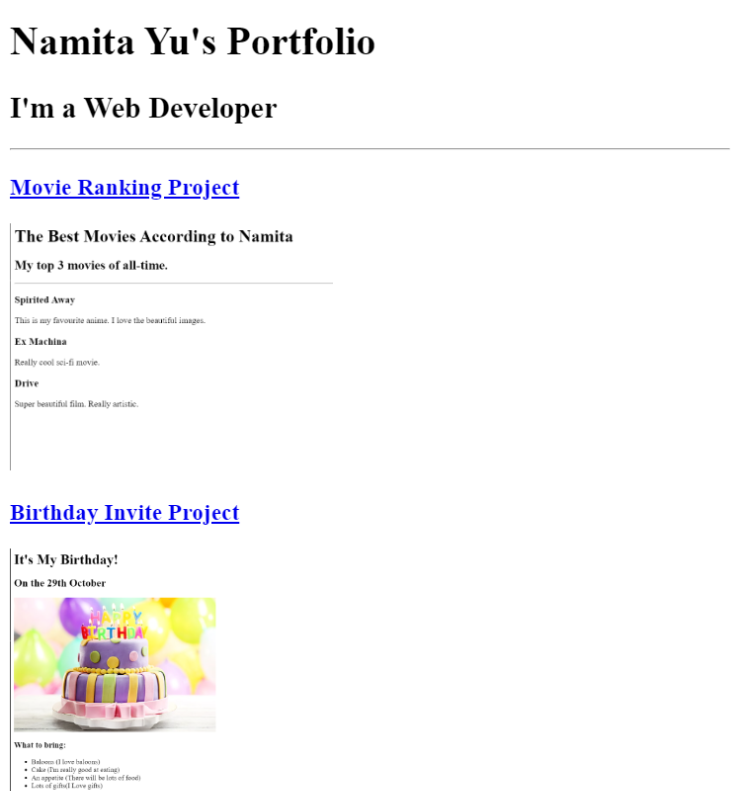 Namita Yu's Portfolio
I'm a Web Developer
Movie Ranking Project
The Best Movies According to Namita
My top 3 movies of all-time.
Spirited Away
This is my favourite anime. I love the beautiful images.
Ex Machina
Really cool sci-fi movie.
Drive
Super beautiful film. Really artistic.
Birthday Invite Project
It's My Birthday!
On the 29th October
HAPPY
BIRTHDAY
What to bring:
Baloons (I love baloons)
Cake (I'm really good at eating)
An appetite (There will be lots of food)
Lots of gifts(I Love gifts)